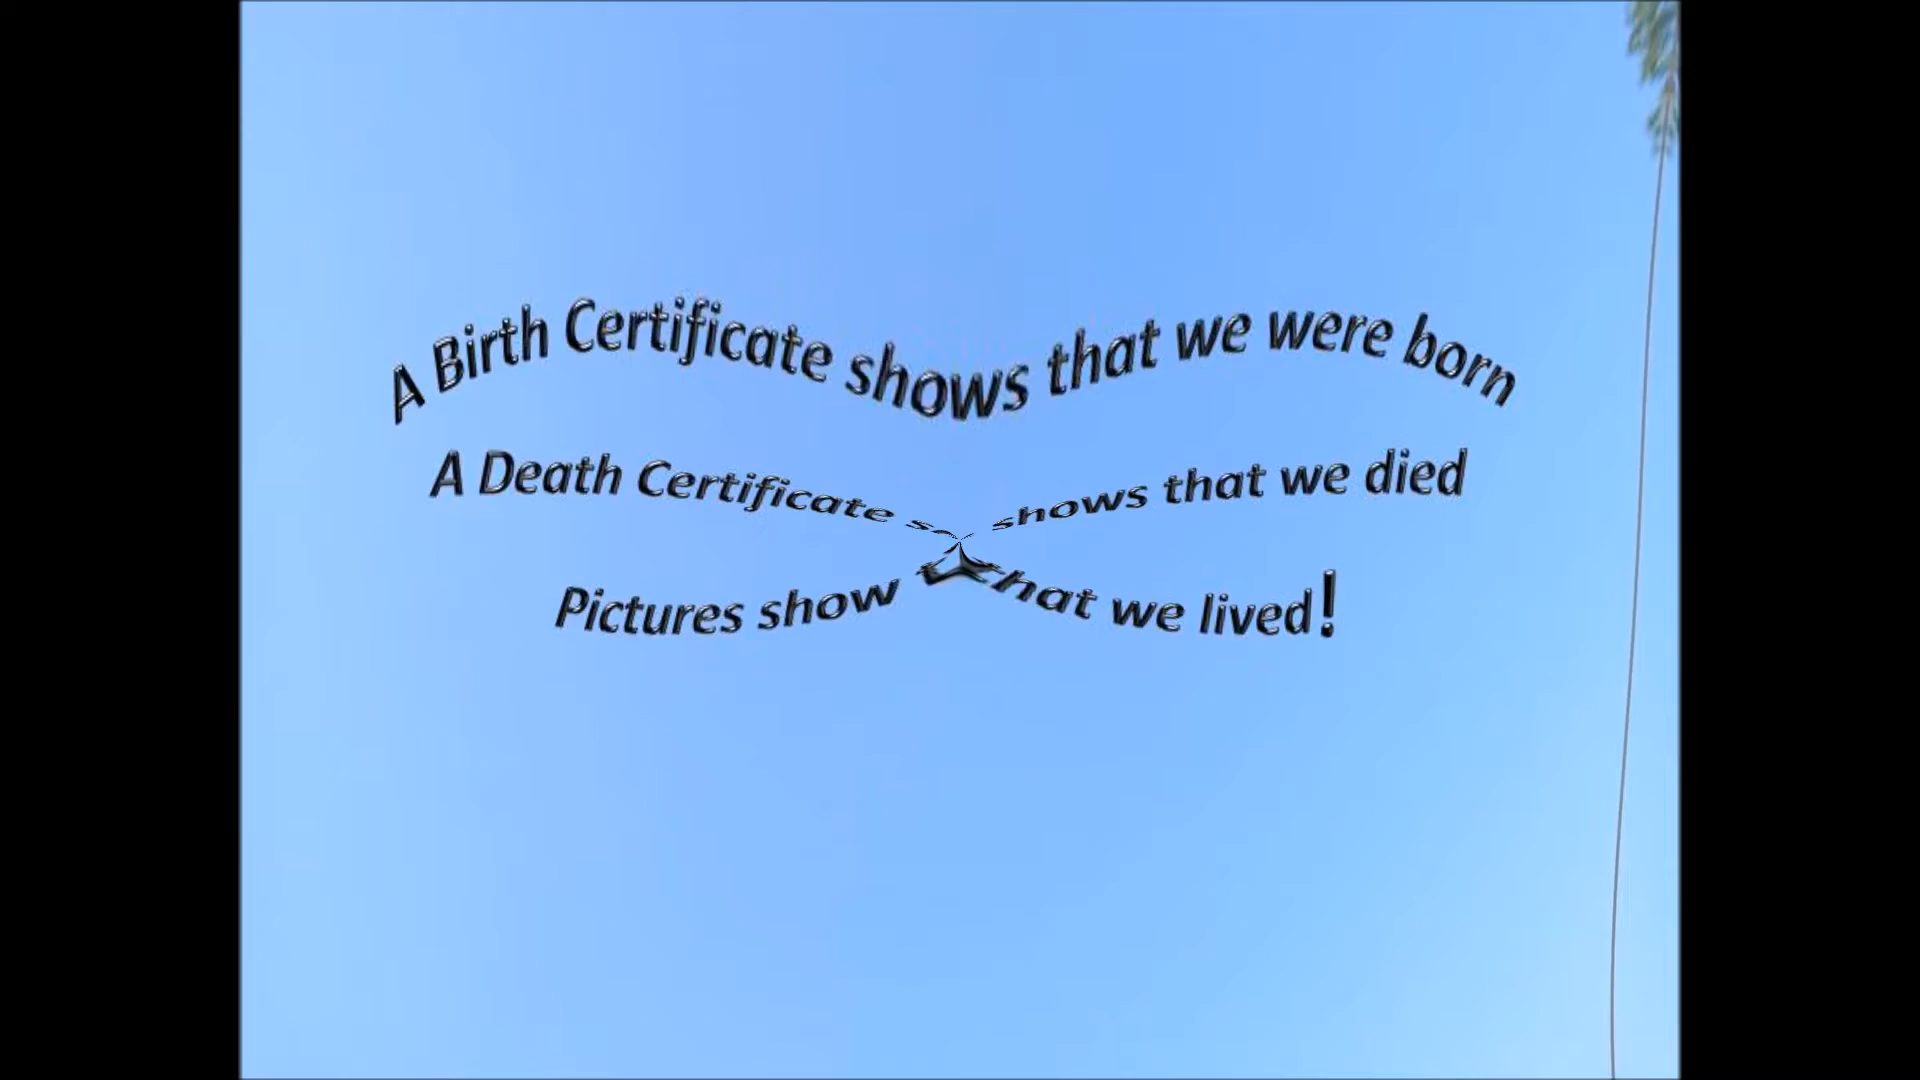 A Birth Certificate shows that we were born
A Death Certificate shows that we died
Pictures show that we lived!